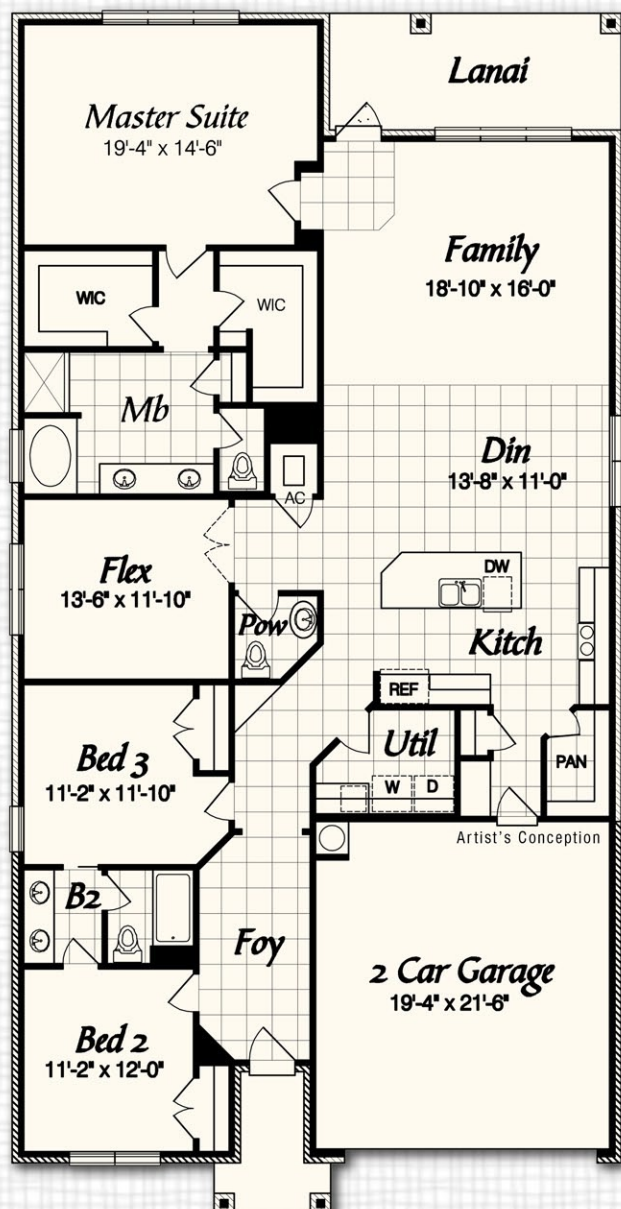 Lanai
Master Suite
19'-4" x 14'-6"
Family
18'-10" x 16'-0"
WIC
WIC
Mb
Din
13'-8" x 11'-0"
AC
Flex
13'-6" x 11'-10"
DW
Pow
Kitch
REF
Bed 3
11'-2" x 11'-10"
Util
PAN
W
D
Artist's Conception
B2
Foy
2 Car Garage
19'-4" x 21'-6"
Bed 2
11'-2" x 12'-0"